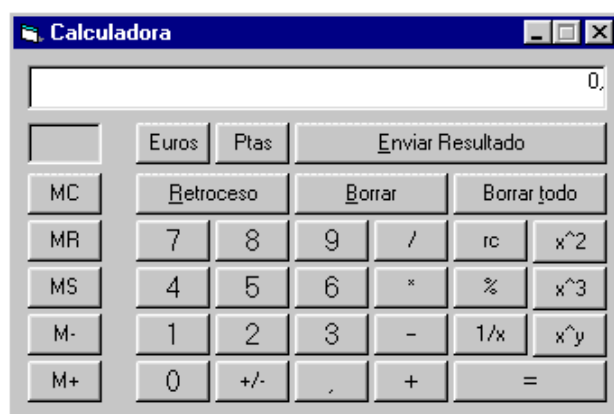 Calculadora
0,
Euros Ptas Enviar Resultado
MC Retroceso Borrar Borrar todo
MR 7 8 9 / rc x^2
MS 4 5 6 * % x^3
M- 1 2 3 - 1/x x^y
M+ 0 +/- , + =